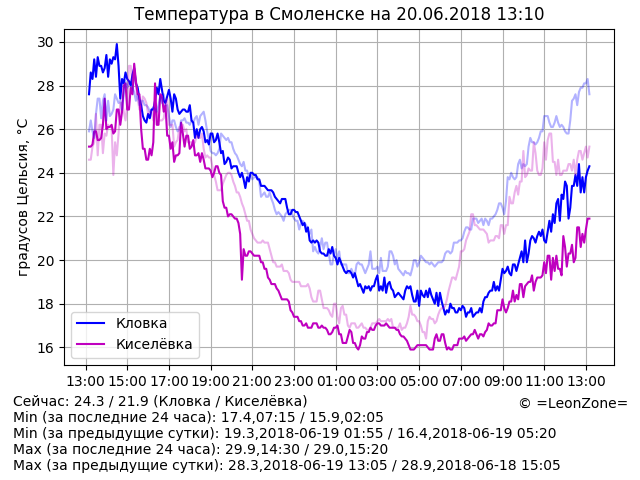 Температура в Смоленске на 20.06.2018 13:10
градусов Цельсия, °C
30
28
26
24
22
20
18
16
Кловка
Киселёвка
13:00 15:00 17:00 19:00 21:00 23:00 01:00 03:00 05:00 07:00 09:00 11:00 13:00
Сейчас: 24.3 / 21.9 (Кловка / Киселёвка)
© =LeonZone=
Min (за последние 24 часа): 17.4,07:15 / 15.9,02:05
Min (за предыдущие сутки): 19.3,2018-06-19 01:55 / 16.4,2018-06-19 05:20
Max (за последние 24 часа): 29.9,14:30 / 29.0,15:20
Max (за предыдущие сутки): 28.3,2018-06-19 13:05 / 28.9,2018-06-18 15:05